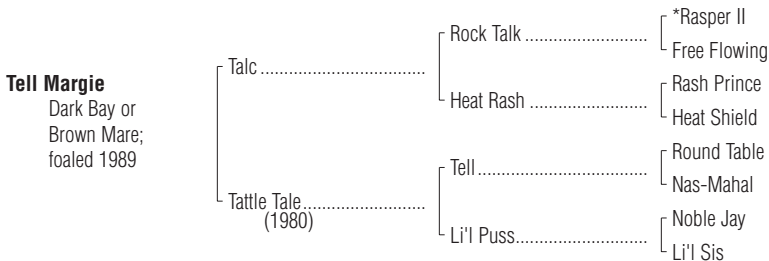 *Rasper II
Rock Talk
Free Flowing
Talc
Rash Prince
Heat Rash
Heat Shield
Tell Margie
Dark Bay or
Brown Mare;
foaled 1989
Round Table
Tell
Nas-Mahal
Tattle Tale
(1980)
Noble Jay
Li'l Puss
Li'l Sis